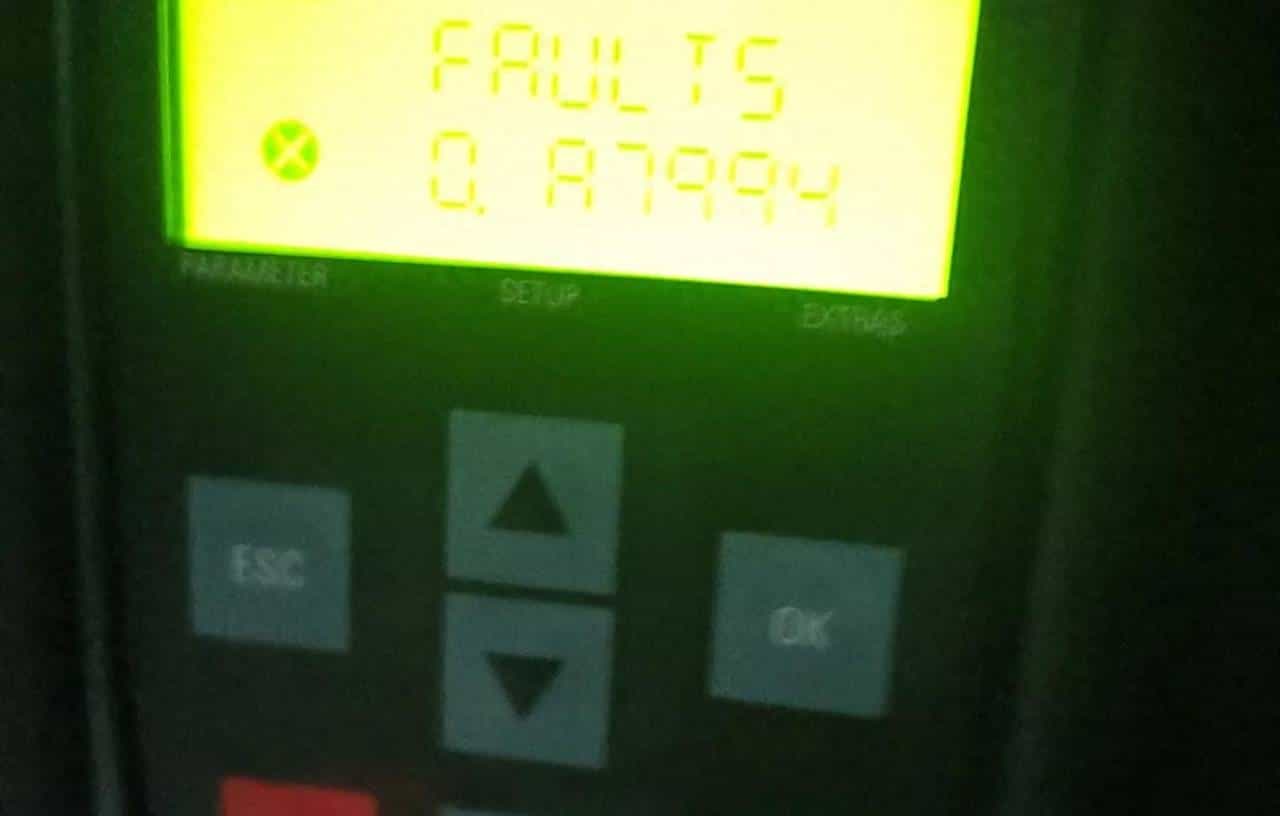 FAULTS
0. A7994
PARAMETER SETUP EXTRAS
ESC
OK